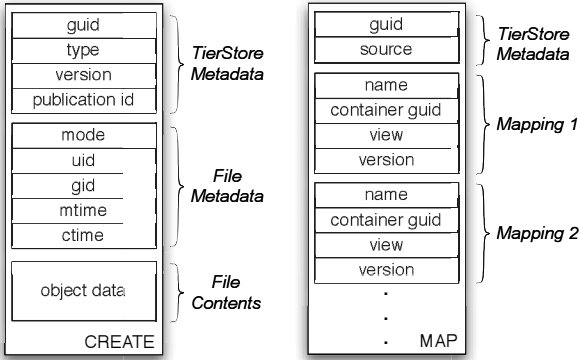 guid
type
version
publication id
TierStore
Metadata
mode
uid
gid
mtime
ctime
File
Metadata
object data
File
Contents
CREATE
guid
source
TierStore
Metadata
name
container guid
view
version
Mapping 1
name
container guid
view
version
Mapping 2
.
.
.
MAP